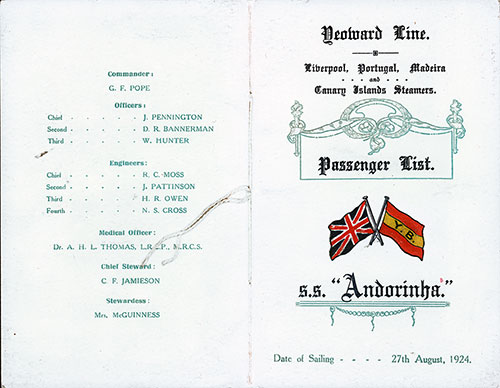 Commander:
G. F. POPE
Officers:
Chief - - - - - J. PENNINGTON
Second - - - - - D. R. BANNERMAN
Third - - - - - W. HUNTER
Engineers:
Chief - - - - - R. C. MOSS
Second - - - - - J. PATTINSON
Third - - - - - H. R. OWEN
Fourth - - - - - N. S. CROSS
Medical Officer:
Dr. A. H. L. THOMAS, L.R.C.P., M.R.C.S.
Chief Steward:
C. F. JAMIESON
Stewardess:
Mrs. McGUINNESS
Yeoward Line.
Liverpool, Portugal, Madeira
- - - and - - -
Canary Islands Steamers.
Passenger List.
Y.B.
s.s. "Andorinha."
Date of Sailing - - - - 27th August, 1924.